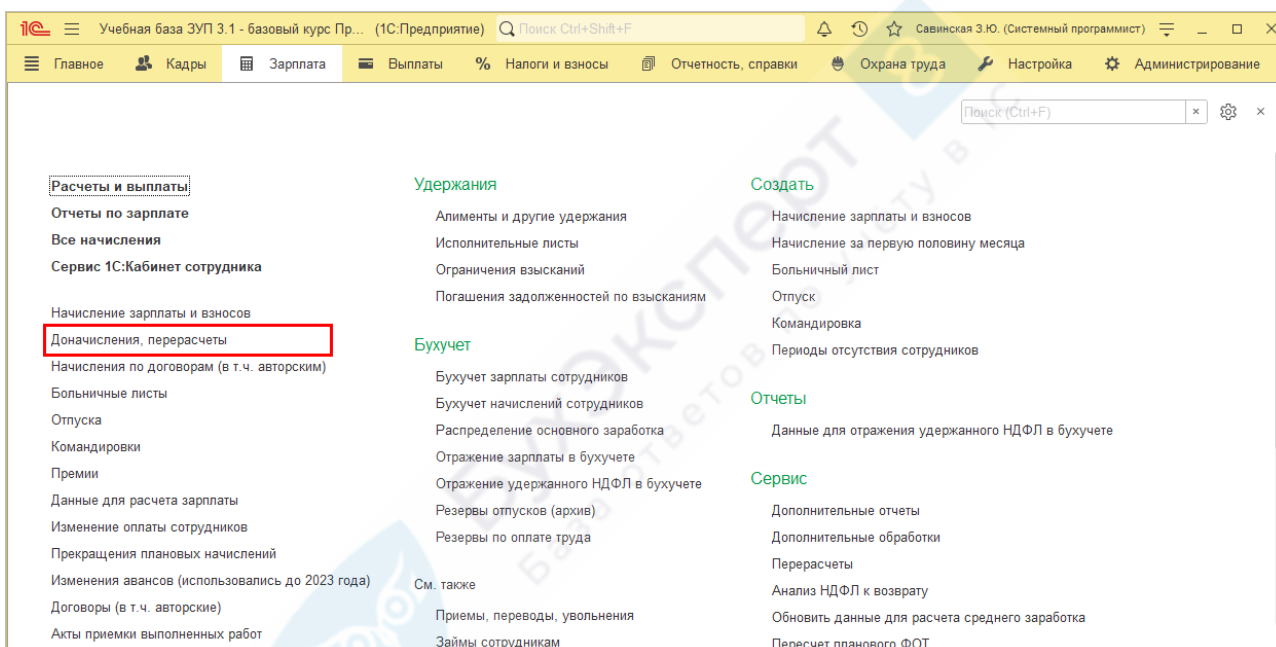 1С Учебная база ЗУП 3.1 - базовый курс Пр... (1С:Предприятие) Поиск Ctrl+Shift+F Савинская З.Ю. (Системный программист)
Главное Кадры Зарплата Выплаты % Налоги и взносы Отчетность, справки Охрана труда Настройка Администрирование
Поиск (Ctrl+F) ×
Расчеты и выплаты
Отчеты по зарплате
Все начисления
Сервис 1С:Кабинет сотрудника
Начисление зарплаты и взносов
Доначисления, перерасчеты
Начисления по договорам (в т.ч. авторским)
Больничные листы
Отпуска
Командировки
Премии
Данные для расчета зарплаты
Изменение оплаты сотрудников
Прекращения плановых начислений
Изменения авансов (использовались до 2023 года)
Договоры (в т.ч. авторские)
Акты приемки выполненных работ
Удержания
Алименты и другие удержания
Исполнительные листы
Ограничения взысканий
Погашения задолженностей по взысканиям
Бухучет
Бухучет зарплаты сотрудников
Бухучет начислений сотрудников
Распределение основного заработка
Отражение зарплаты в бухучете
Отражение удержанного НДФЛ в бухучете
Резервы отпусков (архив)
Резервы по оплате труда
См. также
Приемы, переводы, увольнения
Займы сотрудникам
Создать
Начисление зарплаты и взносов
Начисление за первую половину месяца
Больничный лист
Отпуск
Командировка
Периоды отсутствия сотрудников
Отчеты
Данные для отражения удержанного НДФЛ в бухучете
Сервис
Дополнительные отчеты
Дополнительные обработки
Перерасчеты
Анализ НДФЛ к возврату
Обновить данные для расчета среднего заработка
Пересчет планового ФОТ
БухЭксперт 8
База ответов по учету в 1С